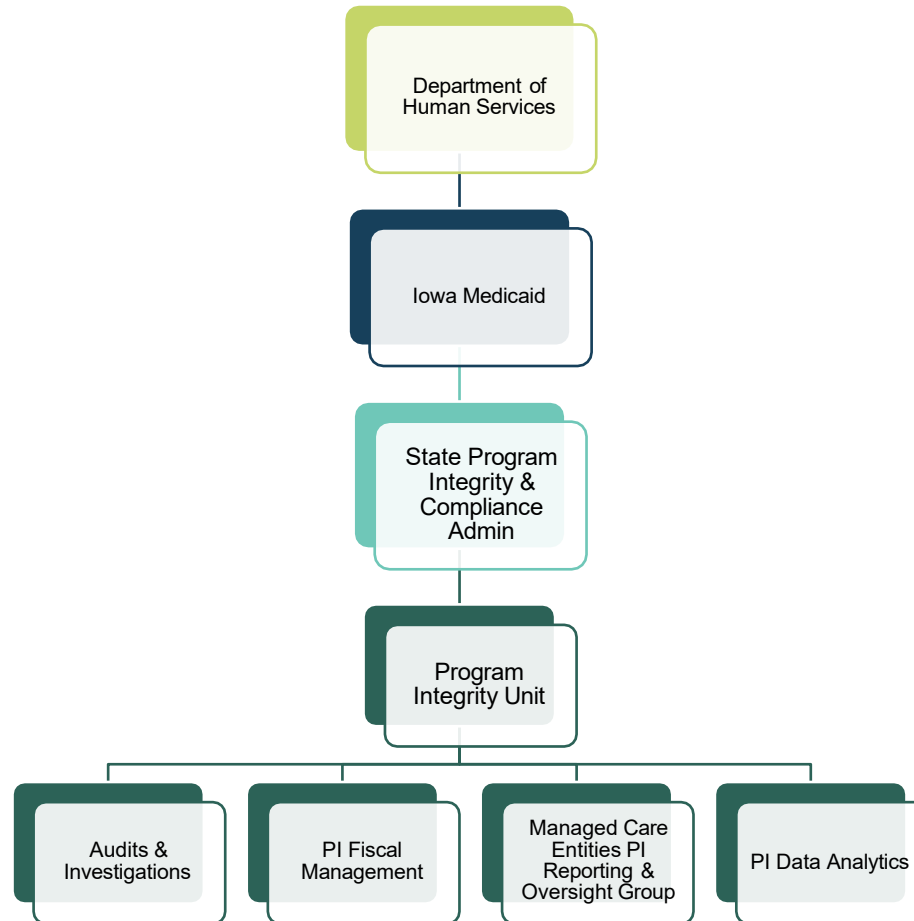 Department of
Human Services
Iowa Medicaid
State Program
Integrity &
Compliance
Admin
Program
Integrity Unit
Audits &
Investigations
PI Fiscal
Management
Managed Care
Entities PI
Reporting &
Oversight Group
PI Data Analytics